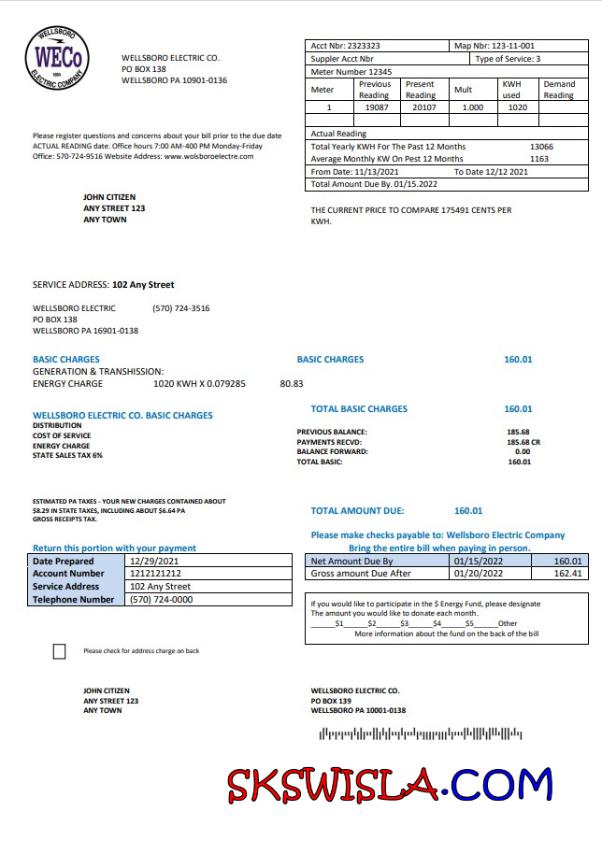 WELLSBORO
WECo
1894
ELECTRIC COMPANY
WELLSBORO ELECTRIC CO.
PO BOX 138
WELLSBORO PA 10901-0136
Acct Nbr: 2323323 Map Nbr: 123-11-001
Suppler Acct Nbr Type of Service: 3
Meter Number 12345
Meter Previous Reading Present Reading Mult KWH used Demand Reading
1 19087 20107 1.000 1020
Actual Reading
Total Yearly KWH For The Past 12 Months 13066
Average Monthly KW On Pest 12 Months 1163
From Date: 11/13/2021 To Date 12/12 2021
Total Amount Due By. 01/15.2022
Please register questions and concerns about your bill prior to the due date
ACTUAL READING date. Office hours 7:00 AM-400 PM Monday-Friday
Office: 570-724-9516 Website Address: www.wolsboroelectre.com
JOHN CITIZEN
ANY STREET 123
ANY TOWN
THE CURRENT PRICE TO COMPARE 175491 CENTS PER
KWH.
SERVICE ADDRESS: 102 Any Street
WELLSBORO ELECTRIC (570) 724-3516
PO BOX 138
WELLSBORO PA 16901-0138
BASIC CHARGES BASIC CHARGES 160.01
GENERATION & TRANSHISSION:
ENERGY CHARGE 1020 KWH X 0.079285 80.83
TOTAL BASIC CHARGES 160.01
WELLSBORO ELECTRIC CO. BASIC CHARGES
DISTRIBUTION
COST OF SERVICE
ENERGY CHARGE
STATE SALES TAX 6%
PREVIOUS BALANCE: 185.68
PAYMENTS RECVD: 185.68 CR
BALANCE FORWARD: 0.00
TOTAL BASIC: 160.01
ESTIMATED PA TAXES - YOUR NEW CHARGES CONTAINED ABOUT
$8.29 IN STATE TAXES, INCLUDING ABOUT $6.64 PA
GROSS RECEIPTS TAX.
TOTAL AMOUNT DUE: 160.01
Please make checks payable to: Wellsboro Electric Company
Bring the entire bill when paying in person.
Return this portion with your payment
Date Prepared 12/29/2021
Account Number 1212121212
Service Address 102 Any Street
Telephone Number (570) 724-0000
Net Amount Due By 01/15/2022 160.01
Gross amount Due After 01/20/2022 162.41
If you would like to participate in the $ Energy Fund, please designate
The amount you would like to donate each month.
______$1_____$2_____$3_____$4_____$5_____Other
More information about the fund on the back of the bill
Please check for address charge on back
JOHN CITIZEN
ANY STREET 123
ANY TOWN
WELLSBORO ELECTRIC CO.
PO BOX 139
WELLSBORO PA 10001-0138
SKSWISLA.COM